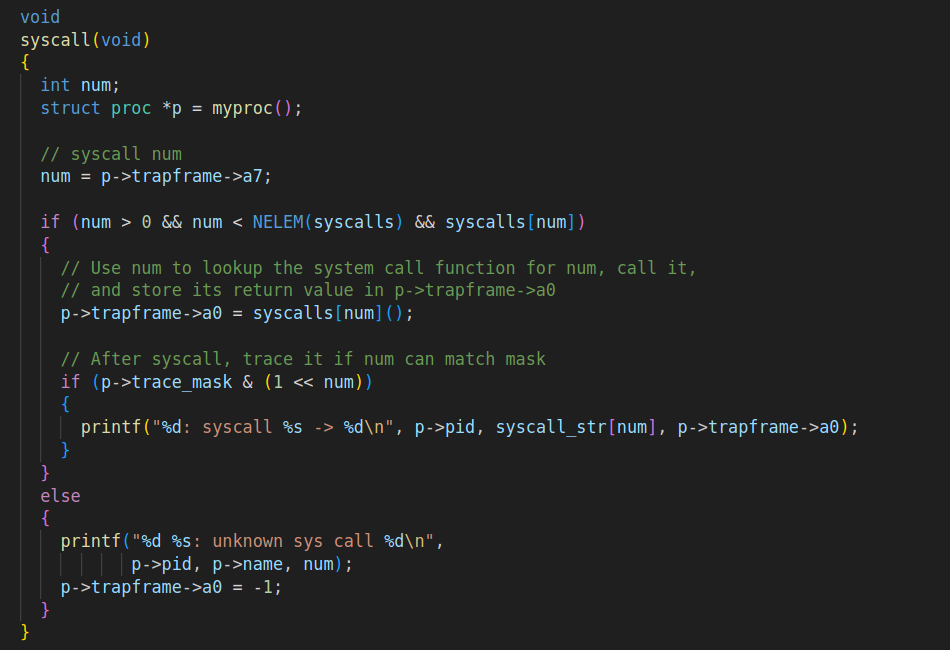 void
syscall(void)
{
  int num;
  struct proc *p = myproc();

  // syscall num
  num = p->trapframe->a7;

  if (num > 0 && num < NELEM(syscalls) && syscalls[num])
  {
    // Use num to lookup the system call function for num, call it,
    // and store its return value in p->trapframe->a0
    p->trapframe->a0 = syscalls[num]();

    // After syscall, trace it if num can match mask
    if (p->trace_mask & (1 << num))
    {
      printf("%d: syscall %s -> %d\n", p->pid, syscall_str[num], p->trapframe->a0);
    }
  }
  else
  {
    printf("%d %s: unknown sys call %d\n",
           p->pid, p->name, num);
    p->trapframe->a0 = -1;
  }
}